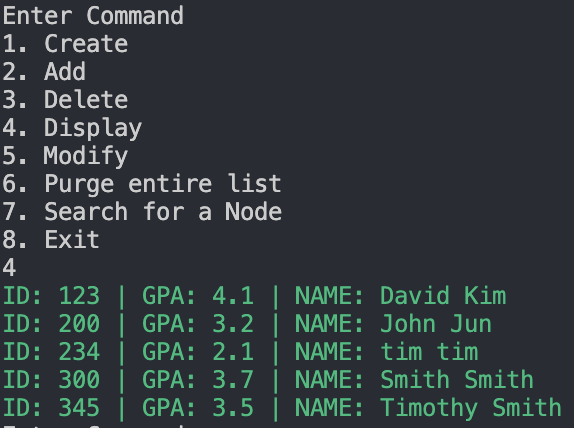 Enter Command
1. Create
2. Add
3. Delete
4. Display
5. Modify
6. Purge entire list
7. Search for a Node
8. Exit
4
ID: 123 | GPA: 4.1 | NAME: David Kim
ID: 200 | GPA: 3.2 | NAME: John Jun
ID: 234 | GPA: 2.1 | NAME: tim tim
ID: 300 | GPA: 3.7 | NAME: Smith Smith
ID: 345 | GPA: 3.5 | NAME: Timothy Smith